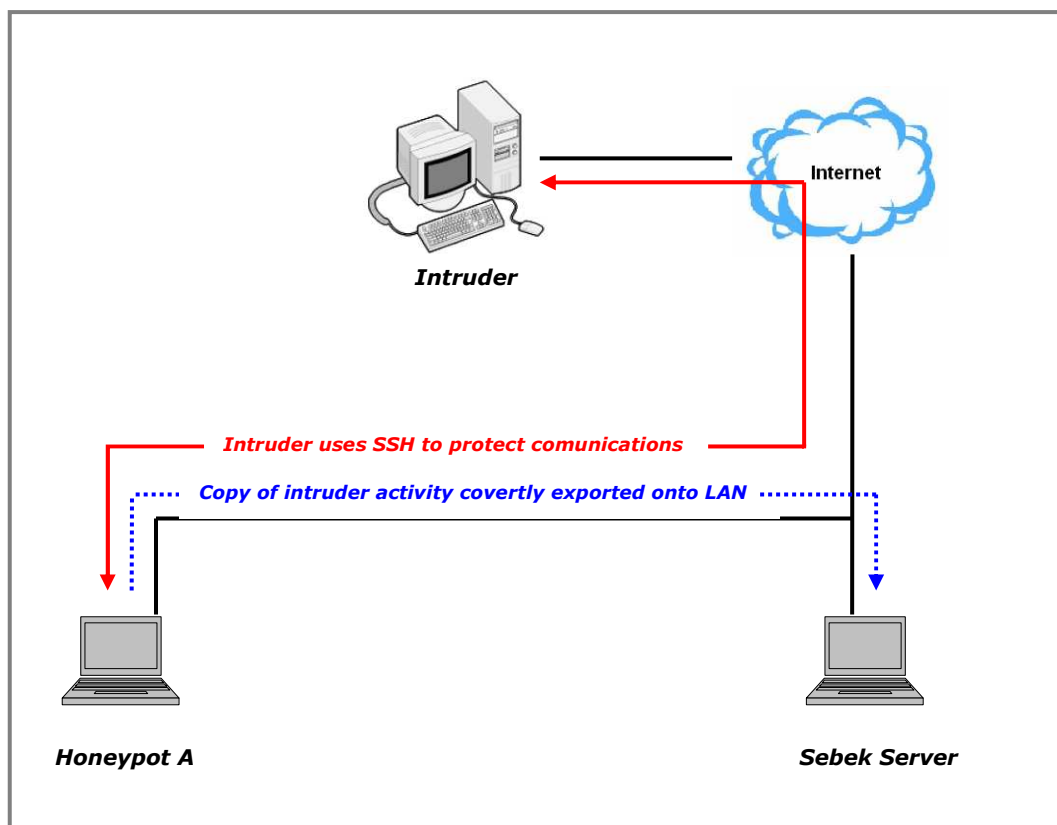 Internet
Intruder
Intruder uses SSH to protect comunications
Copy of intruder activity covertly exported onto LAN
Honeypot A
Sebek Server